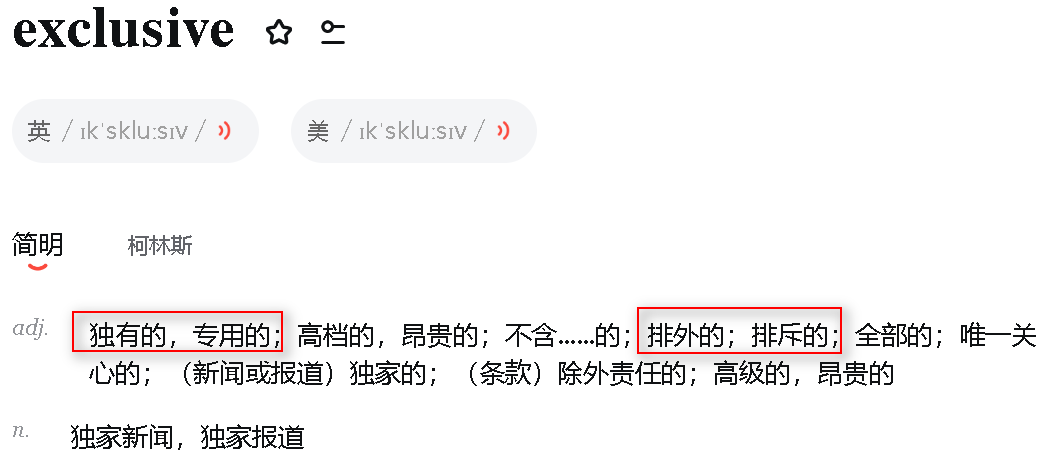 exclusive
英 / ɪkˈskluːsɪv / 美 / ɪkˈskluːsɪv /
简明 柯林斯
adj. 独有的，专用的；高档的，昂贵的；不含……的；排外的；排斥的；全部的；唯一关
心的；（新闻或报道）独家的；（条款）除外责任的；高级的，昂贵的
n. 独家新闻，独家报道